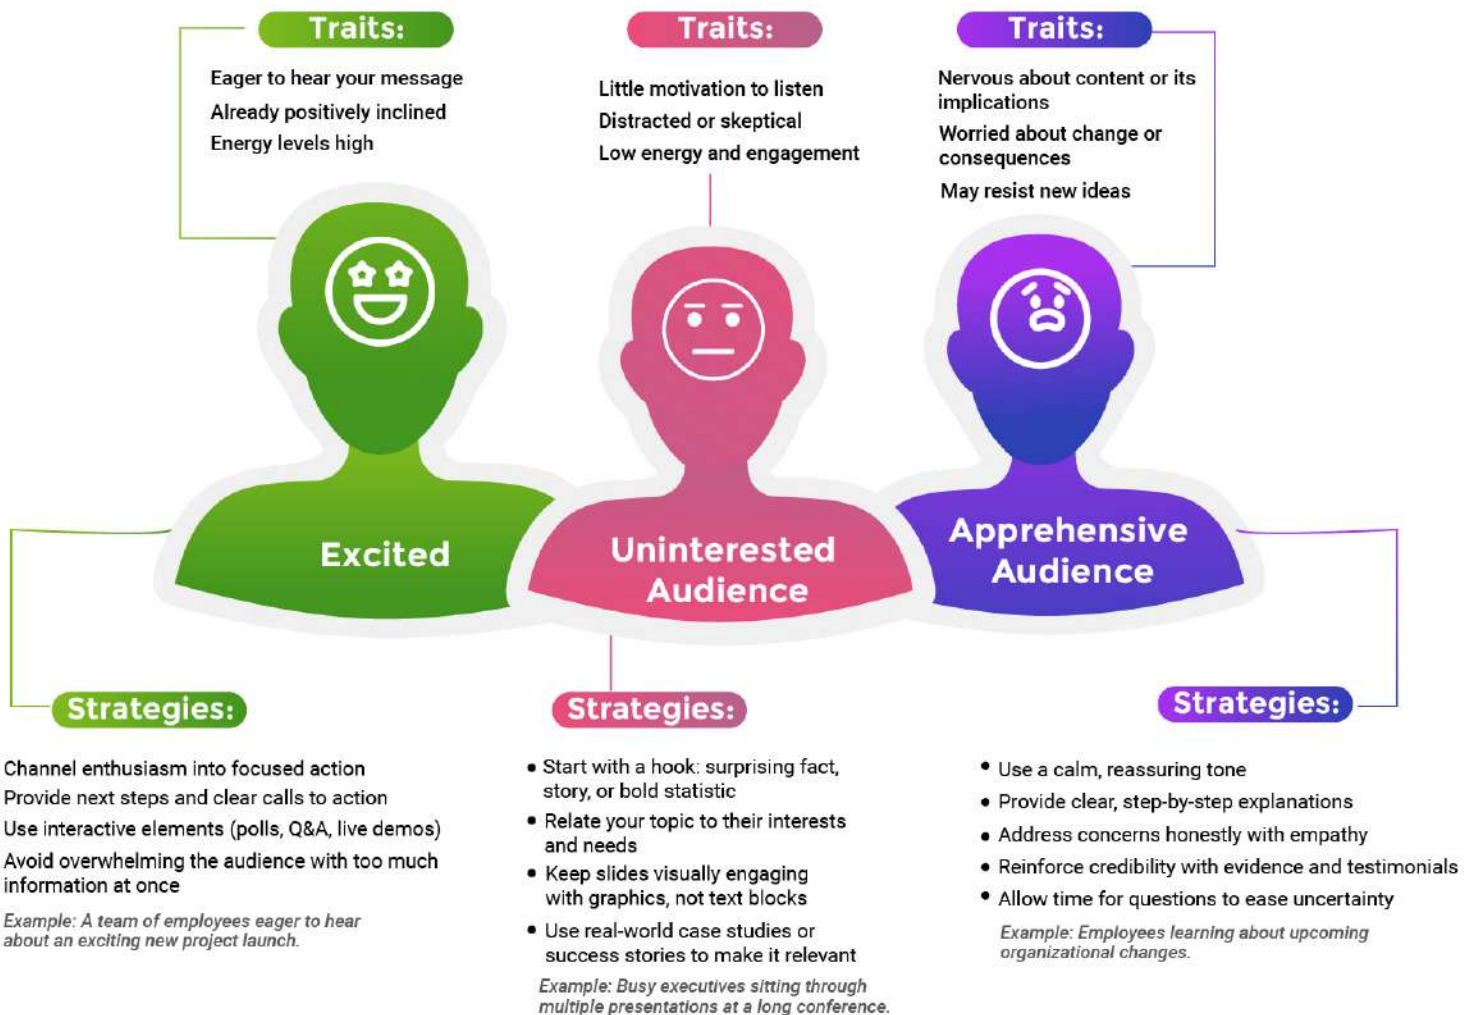 Traits:
Eager to hear your message
Already positively inclined
Energy levels high
Traits:
Little motivation to listen
Distracted or skeptical
Low energy and engagement
Traits:
Nervous about content or its
implications
Worried about change or
consequences
May resist new ideas
Excited
Uninterested
Audience
Apprehensive
Audience
Strategies:
Channel enthusiasm into focused action
Provide next steps and clear calls to action
Use interactive elements (polls, Q&A, live demos)
Avoid overwhelming the audience with too much
information at once
Example: A team of employees eager to hear
about an exciting new project launch.
Strategies:
• Start with a hook: surprising fact,
story, or bold statistic
• Relate your topic to their interests
and needs
• Keep slides visually engaging
with graphics, not text blocks
• Use real-world case studies or
success stories to make it relevant
Example: Busy executives sitting through
multiple presentations at a long conference.
Strategies:
• Use a calm, reassuring tone
• Provide clear, step-by-step explanations
• Address concerns honestly with empathy
• Reinforce credibility with evidence and testimonials
• Allow time for questions to ease uncertainty
Example: Employees learning about upcoming
organizational changes.